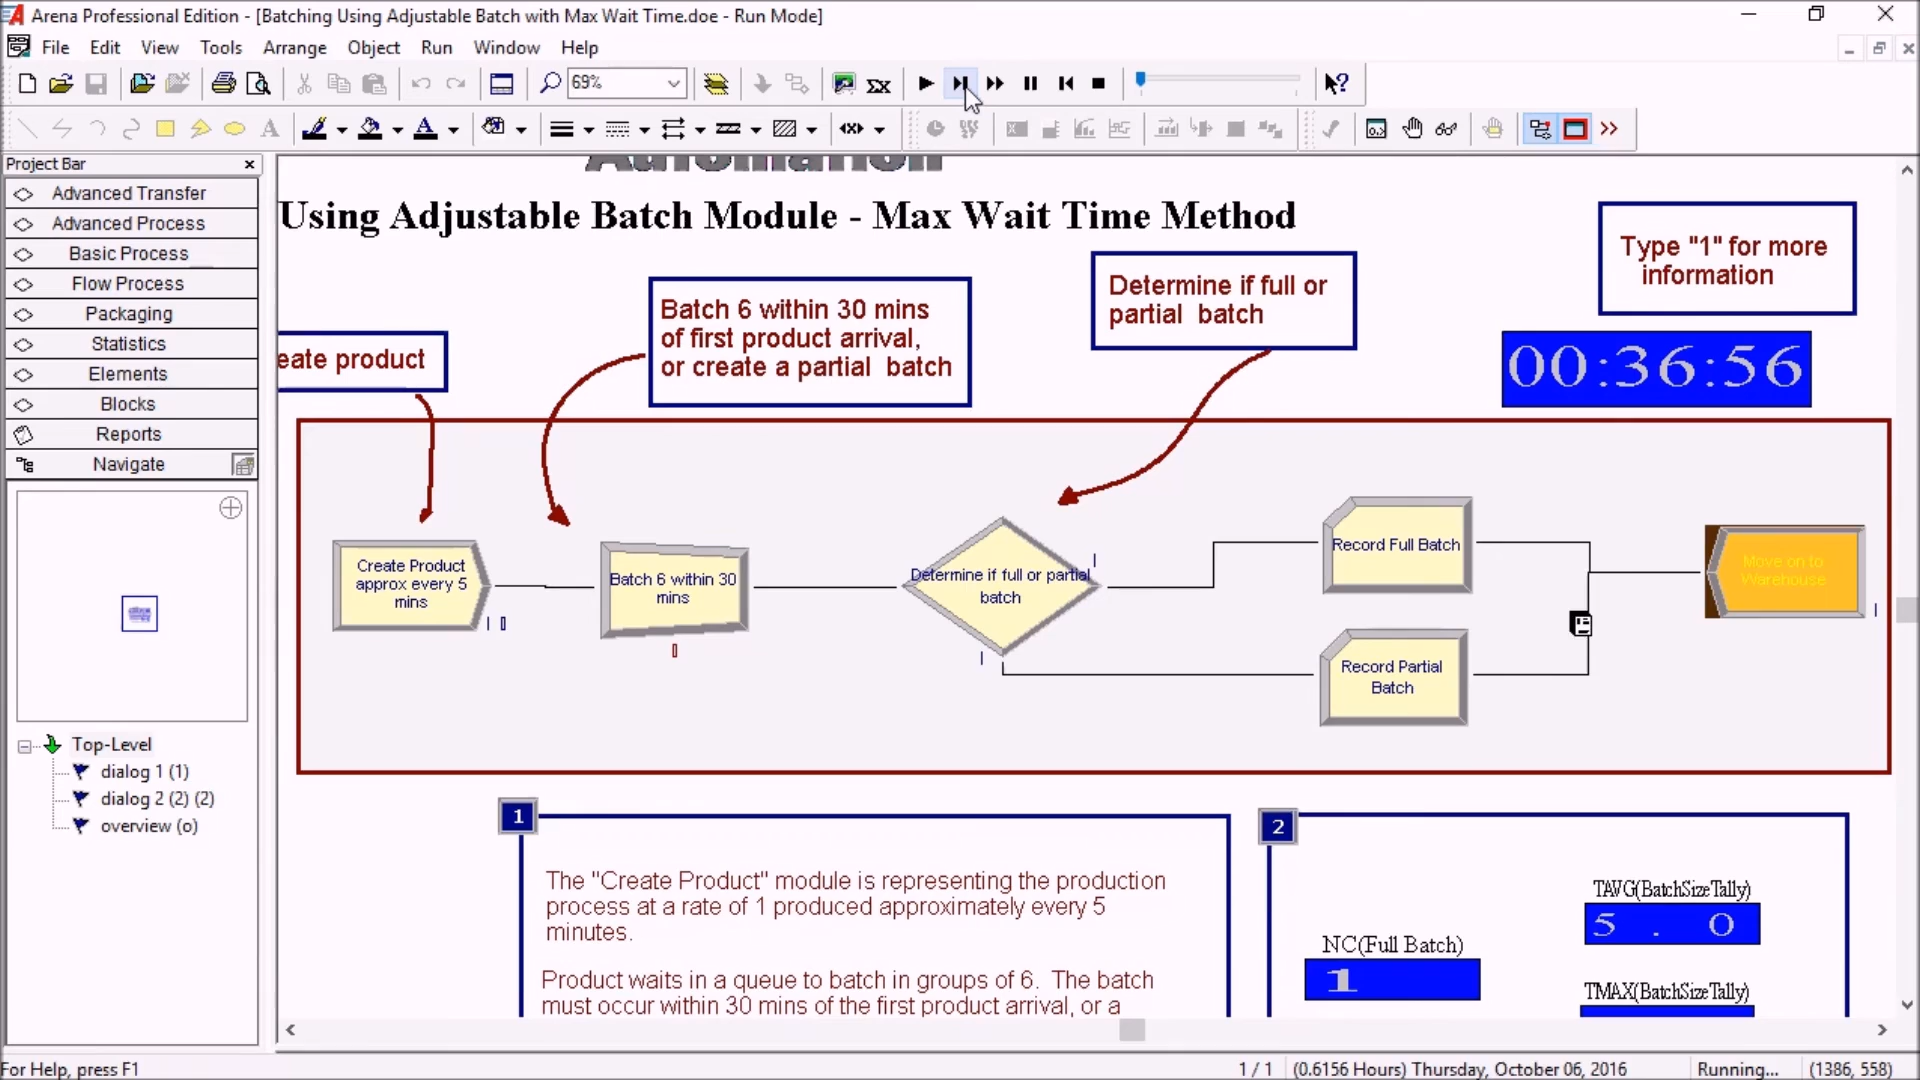 Arena Professional Edition - [Batching Using Adjustable Batch with Max Wait Time.doe - Run Mode]
File Edit View Tools Arrange Object Run Window Help
69%
Project Bar
Advanced Transfer
Advanced Process
Basic Process
Flow Process
Packaging
Statistics
Elements
Blocks
Reports
Navigate
Top-Level
dialog 1 (1)
dialog 2 (2) (2)
overview (o)
Automation
Using Adjustable Batch Module - Max Wait Time Method
Type "1" for more
information
Determine if full or
partial batch
Batch 6 within 30 mins
of first product arrival,
or create a partial batch
eate product
00:36:56
Create Product
approx every 5
mins
Batch 6 within 30
mins
Determine if full or partial
batch
Record Full Batch
Record Partial
Batch
Move on to
Warehouse
1
The "Create Product" module is representing the production
process at a rate of 1 produced approximately every 5
minutes.
Product waits in a queue to batch in groups of 6. The batch
must occur within 30 mins of the first product arrival, or a
2
TAVG(BatchSizeTally)
5 . 0
NC(Full Batch)
1
TMAX(BatchSizeTally)
For Help, press F1
1 / 1
(0.6156 Hours) Thursday, October 06, 2016
Running...
(1386, 558)